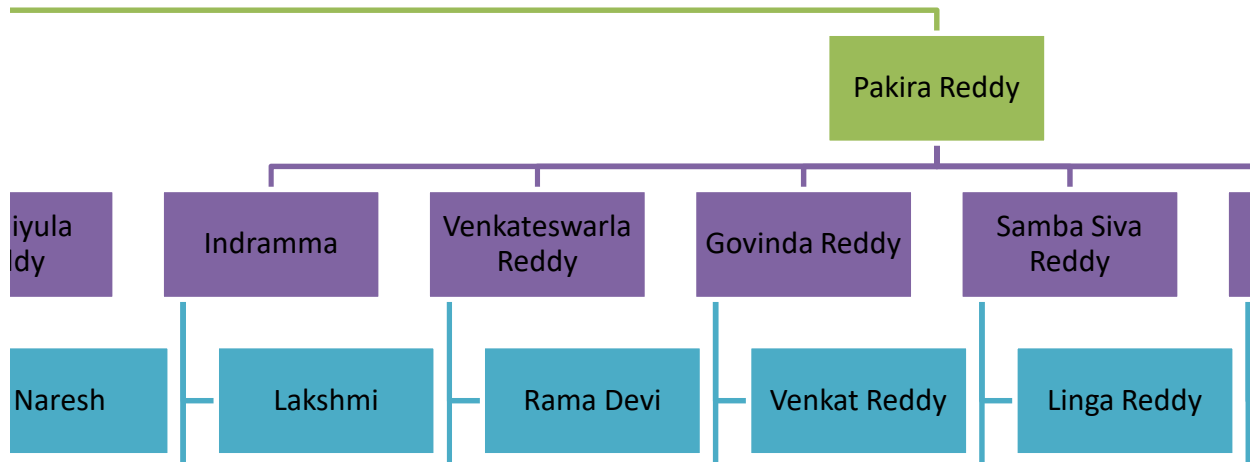 Pakira Reddy
Indramma
Venkateswarla
Reddy
Govinda Reddy
Samba Siva
Reddy
Naresh
Lakshmi
Rama Devi
Venkat Reddy
Linga Reddy